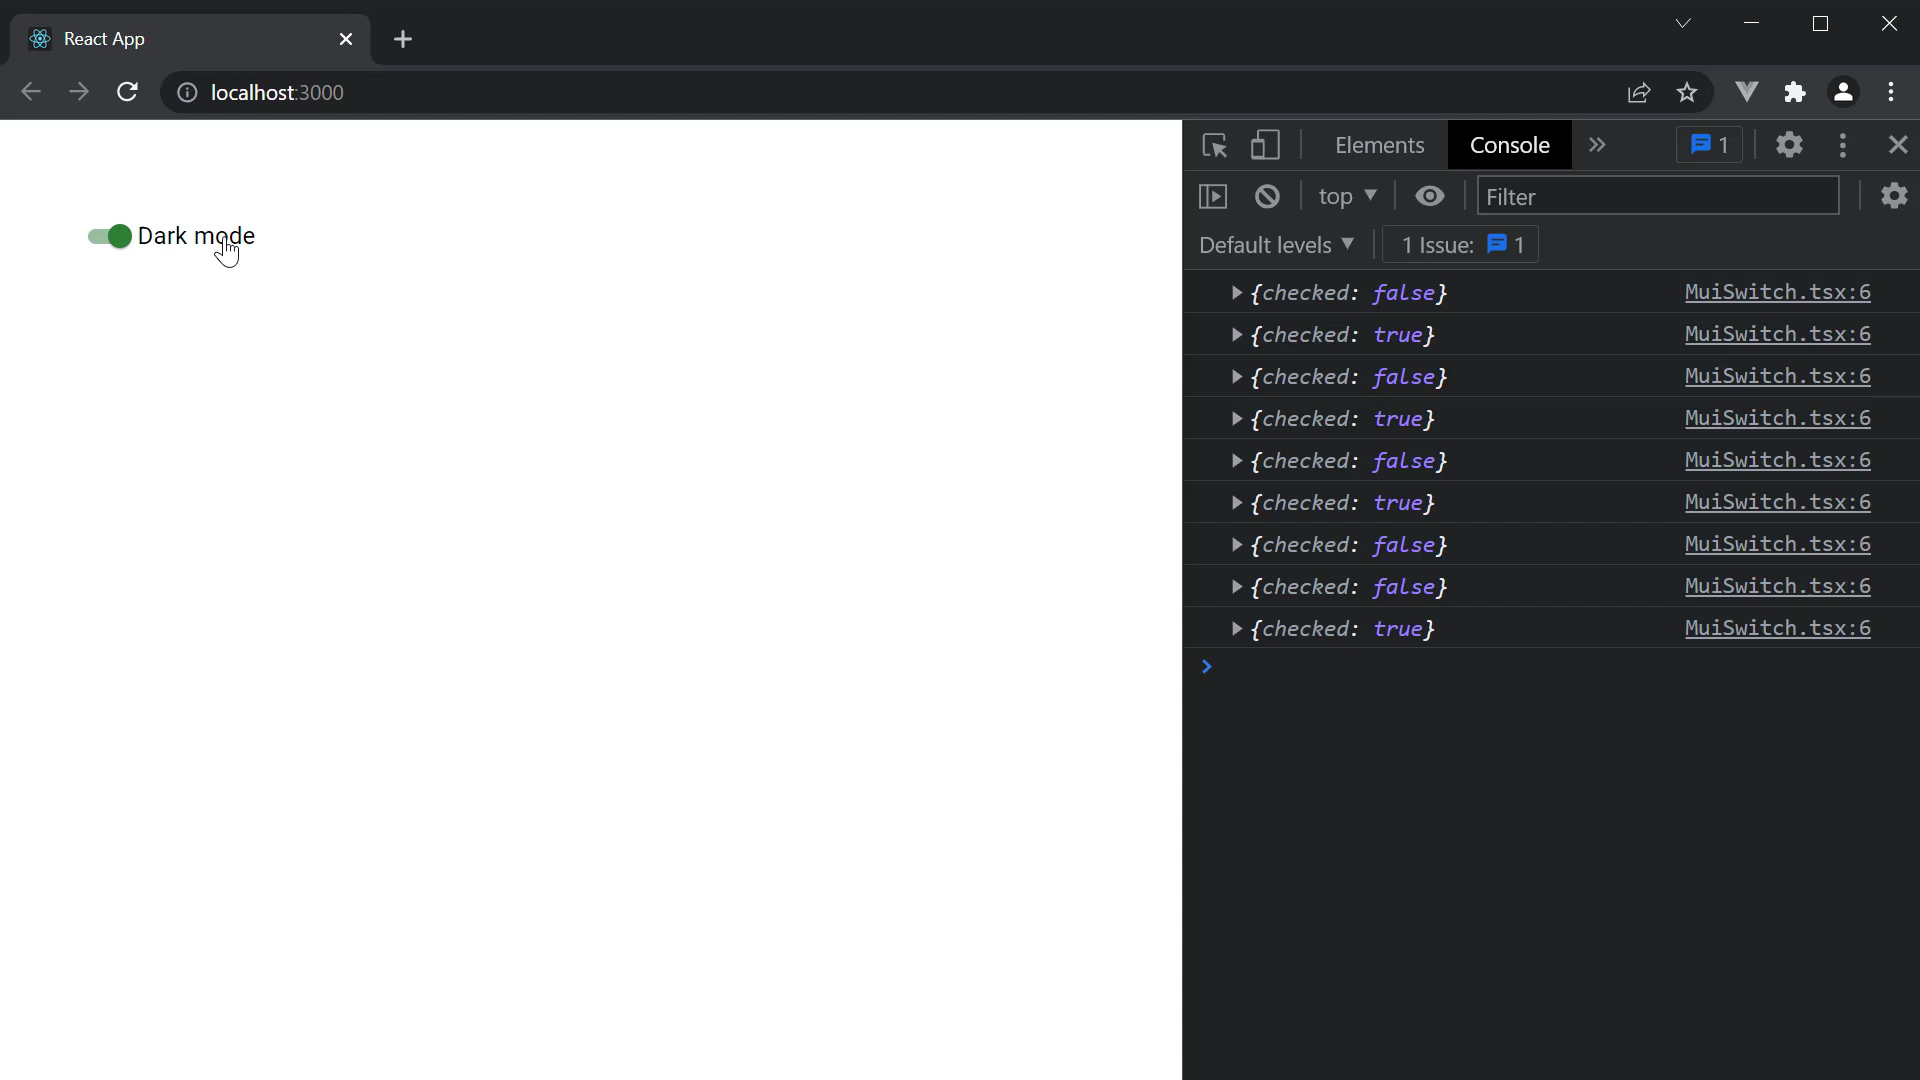 React App
localhost:3000
Dark mode
Elements
Console
1
top
Filter
Default levels
1 Issue: 1
{checked: false} MuiSwitch.tsx:6
{checked: true} MuiSwitch.tsx:6
{checked: false} MuiSwitch.tsx:6
{checked: true} MuiSwitch.tsx:6
{checked: false} MuiSwitch.tsx:6
{checked: true} MuiSwitch.tsx:6
{checked: false} MuiSwitch.tsx:6
{checked: false} MuiSwitch.tsx:6
{checked: true} MuiSwitch.tsx:6